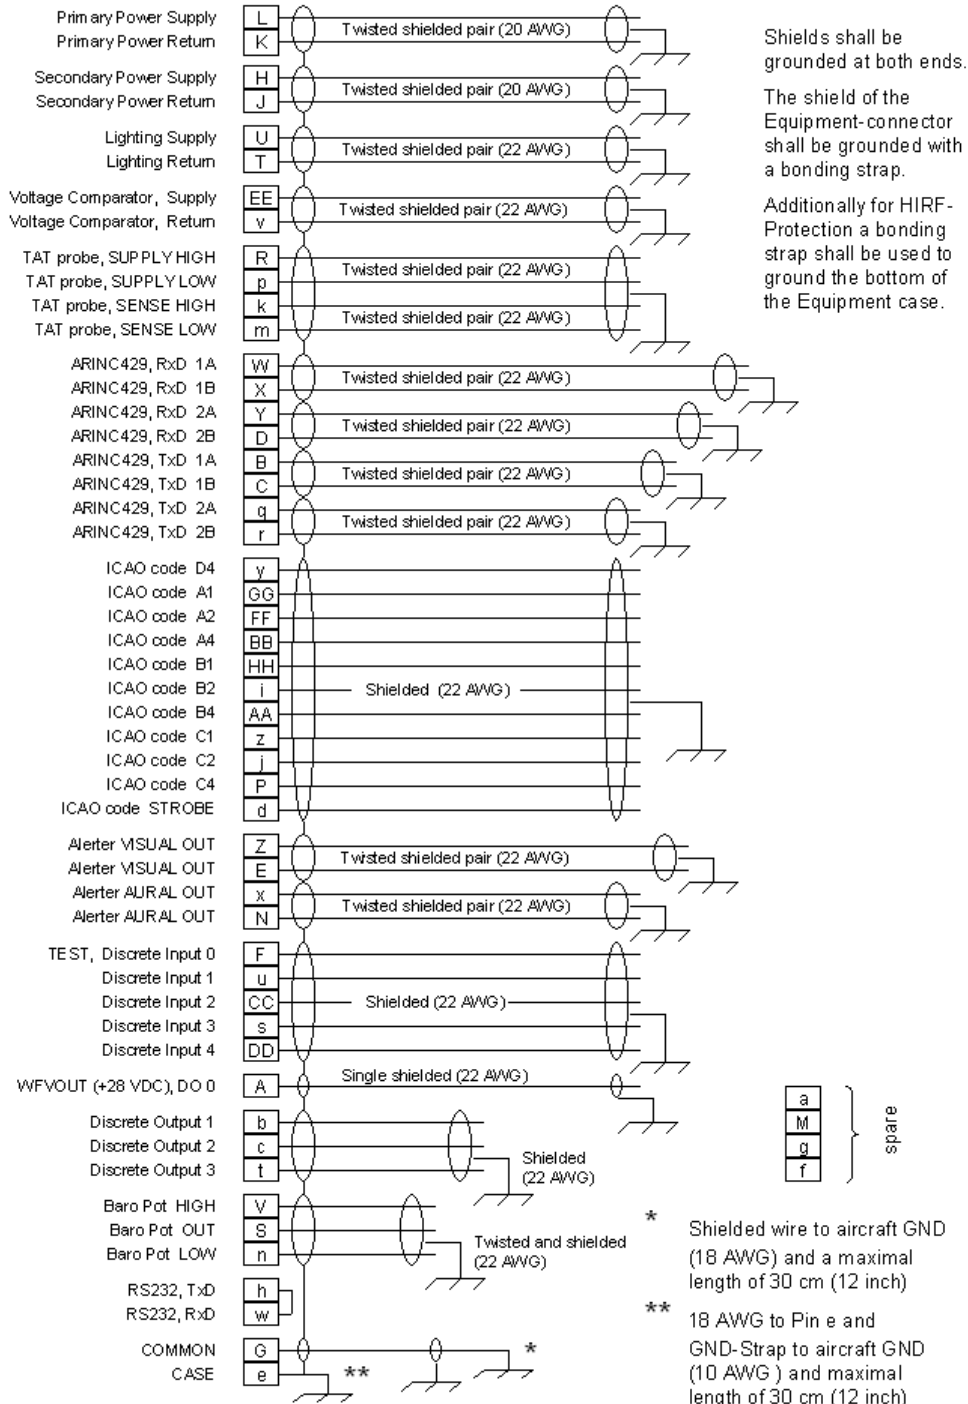 Primary Power Supply L
Twisted shielded pair (20 AWG)
Primary Power Return K
Secondary Power Supply H
Twisted shielded pair (20 AWG)
Secondary Power Return J
Lighting Supply U
Twisted shielded pair (22 AWG)
Lighting Return T
Voltage Comparator, Supply EE
Twisted shielded pair (22 AWG)
Voltage Comparator, Return v
TAT probe, SUPPLY HIGH R
Twisted shielded pair (22 AWG)
TAT probe, SUPPLY LOW p
TAT probe, SENSE HIGH k
Twisted shielded pair (22 AWG)
TAT probe, SENSE LOW m
ARINC429, RxD 1A W
Twisted shielded pair (22 AWG)
ARINC429, RxD 1B X
ARINC429, RxD 2A Y
Twisted shielded pair (22 AWG)
ARINC429, RxD 2B D
ARINC429, TxD 1A B
Twisted shielded pair (22 AWG)
ARINC429, TxD 1B C
ARINC429, TxD 2A q
Twisted shielded pair (22 AWG)
ARINC429, TxD 2B r
ICAO code D4 y
ICAO code A1 GG
ICAO code A2 FF
ICAO code A4 BB
ICAO code B1 HH
ICAO code B2 i Shielded (22 AWG)
ICAO code B4 AA
ICAO code C1 z
ICAO code C2 j
ICAO code C4 P
ICAO code STROBE d
Alerter VISUAL OUT Z
Twisted shielded pair (22 AWG)
Alerter VISUAL OUT E
Alerter AURAL OUT x
Twisted shielded pair (22 AWG)
Alerter AURAL OUT N
TEST, Discrete Input 0 F
Discrete Input 1 u
Discrete Input 2 CC Shielded (22 AWG)
Discrete Input 3 s
Discrete Input 4 DD
Single shielded (22 AWG)
WFVOUT (+28 VDC), DO 0 A
Discrete Output 1 b
Discrete Output 2 c
Discrete Output 3 t
Shielded
(22 AWG)
Baro Pot HIGH V
Baro Pot OUT S
Baro Pot LOW n
Twisted and shielded
(22 AWG)
RS232, TxD h
RS232, RxD w
COMMON G *
CASE e **
Shields shall be
grounded at both ends.
The shield of the
Equipment-connector
shall be grounded with
a bonding strap.
Additionally for HIRF-
Protection a bonding
strap shall be used to
ground the bottom of
the Equipment case.
a
M
g
f
spare
* Shielded wire to aircraft GND
(18 AWG) and a maximal
length of 30 cm (12 inch)
** 18 AWG to Pin e and
GND-Strap to aircraft GND
(10 AWG ) and maximal
length of 30 cm (12 inch)